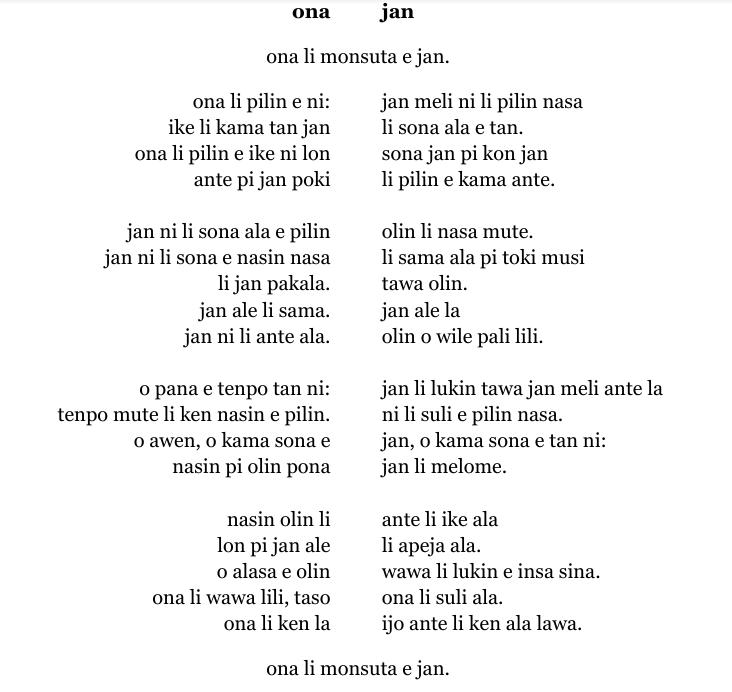 ona jan
ona li monsuta e jan.
ona li pilin e ni: jan meli ni li pilin nasa
ike li kama tan jan li sona ala e tan.
ona li pilin e ike ni lon sona jan pi kon jan
ante pi jan poki li pilin e kama ante.
jan ni li sona ala e pilin olin li nasa mute.
jan ni li sona e nasin nasa li sama ala pi toki musi
li jan pakala. tawa olin.
jan ale li sama. jan ale la
jan ni li ante ala. olin o wile pali lili.
o pana e tenpo tan ni: jan li lukin tawa jan meli ante la
tenpo mute li ken nasin e pilin. ni li suli e pilin nasa.
o awen, o kama sona e jan, o kama sona e tan ni:
nasin pi olin pona jan li melome.
nasin olin li ante li ike ala
lon pi jan ale li apeja ala.
o alasa e olin wawa li lukin e insa sina.
ona li wawa lili, taso ona li suli ala.
ona li ken la ijo ante li ken ala lawa.
ona li monsuta e jan.